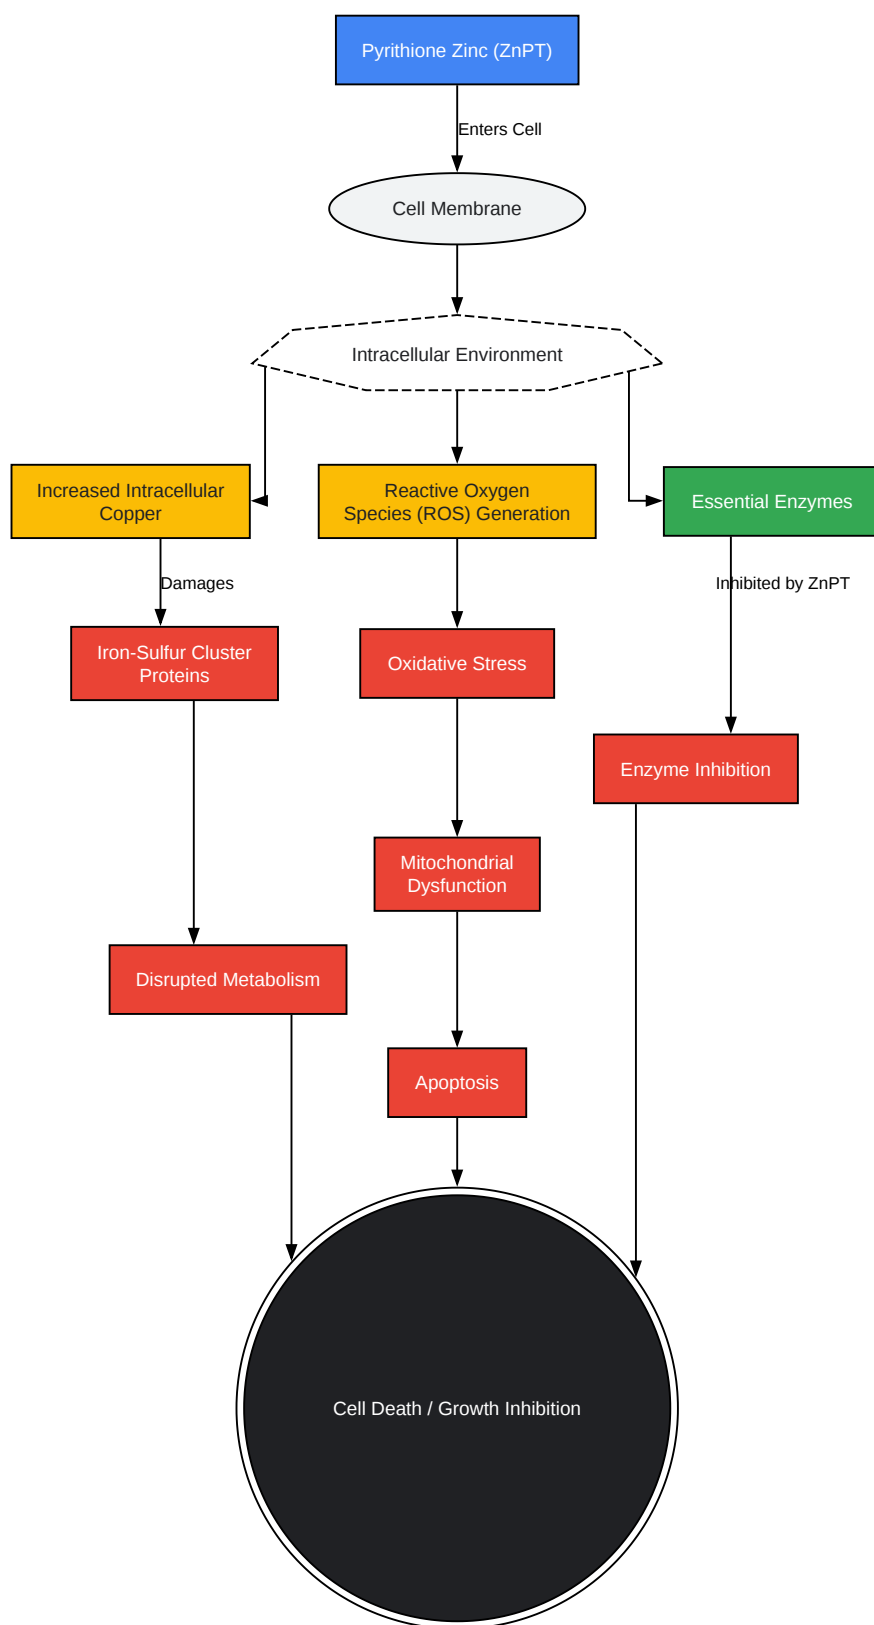 Pyrithione Zinc (ZnPT)
Enters Cell
Cell Membrane
Intracellular Environment
Increased Intracellular
Copper
Reactive Oxygen
Species (ROS) Generation
Essential Enzymes
Damages
Inhibited by ZnPT
Iron-Sulfur Cluster
Proteins
Oxidative Stress
Enzyme Inhibition
Mitochondrial
Dysfunction
Disrupted Metabolism
Apoptosis
Cell Death / Growth Inhibition